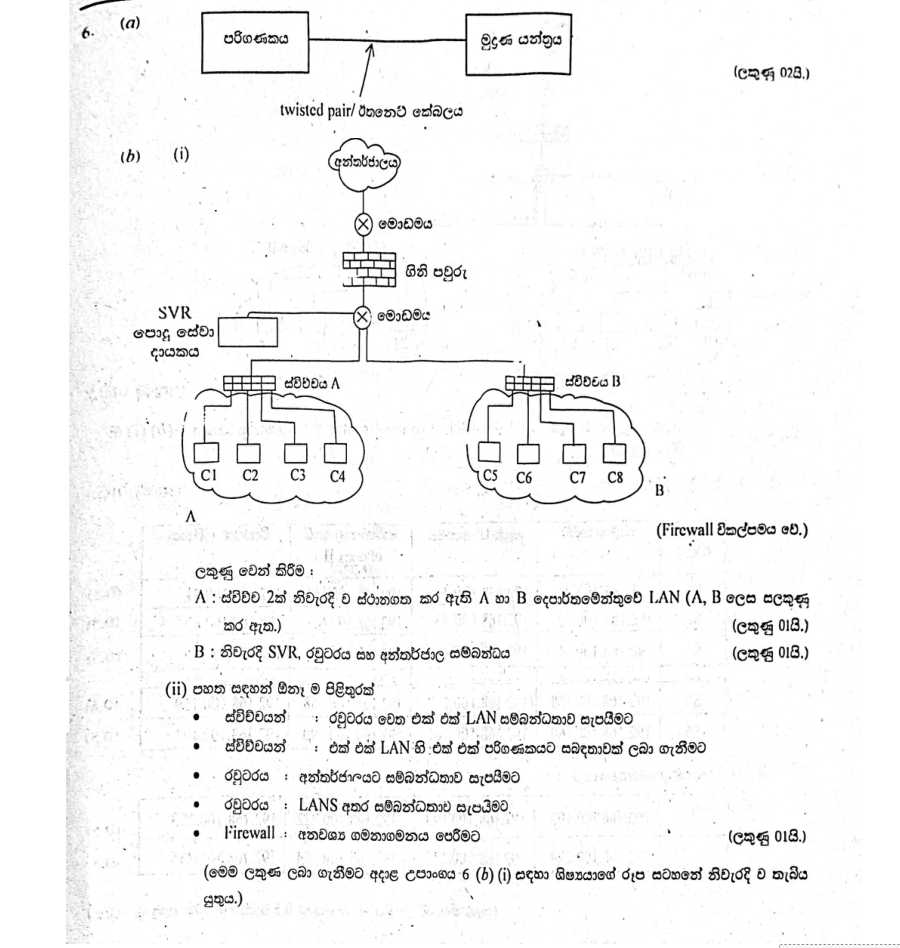 6. (a)
පරිගණකය
මුද්‍රණ යන්ත්‍රය
(ලකුණු 02යි.)
twisted pair/ ඊතනෙට් කේබලය
(b) (i)
අන්තර්ජාලය
මොඩමය
ගිනි පවුරු
SVR
පොදු සේවා
දායකය
මොඩමය
ස්විච්චය A
ස්විච්චය B
C1 C2 C3 C4
C5 C6 C7 C8
A
B
(Firewall විකල්පමය වේ.)
ලකුණු වෙන් කිරීම :
A : ස්විච්ච 2ක් නිවැරදි ව ස්ථානගත කර ඇති A හා B දෙපාර්තමේන්තුවේ LAN (A, B ලෙස සලකුණු
කර ඇත.) (ලකුණු 01යි.)
B : නිවැරදි SVR, රවුටරය සහ අන්තර්ජාල සම්බන්ධය (ලකුණු 01යි.)
(ii) පහත සඳහන් ඕනෑ ම පිළිතුරක්
• ස්විච්චයන් : රවුටරය වෙත එක් එක් LAN සම්බන්ධතාව සැපයීමට
• ස්විච්චයන් : එක් එක් LAN හි එක් එක් පරිගණකයට සබඳතාවක් ලබා ගැනීමට
• රවුටරය : අන්තර්ජාලයට සම්බන්ධතාව සැපයීමට
• රවුටරය : LANS අතර සම්බන්ධතාව සැපයීමට
• Firewall : අනවශ්‍ය ගමනාගමනය පෙරීමට (ලකුණු 01යි.)
(මෙම ලකුණ ලබා ගැනීමට අදාළ උපාංගය 6 (b) (i) සඳහා ශිෂ්‍යයාගේ රූප සටහනේ නිවැරදි ව තැබිය
යුතුය.)